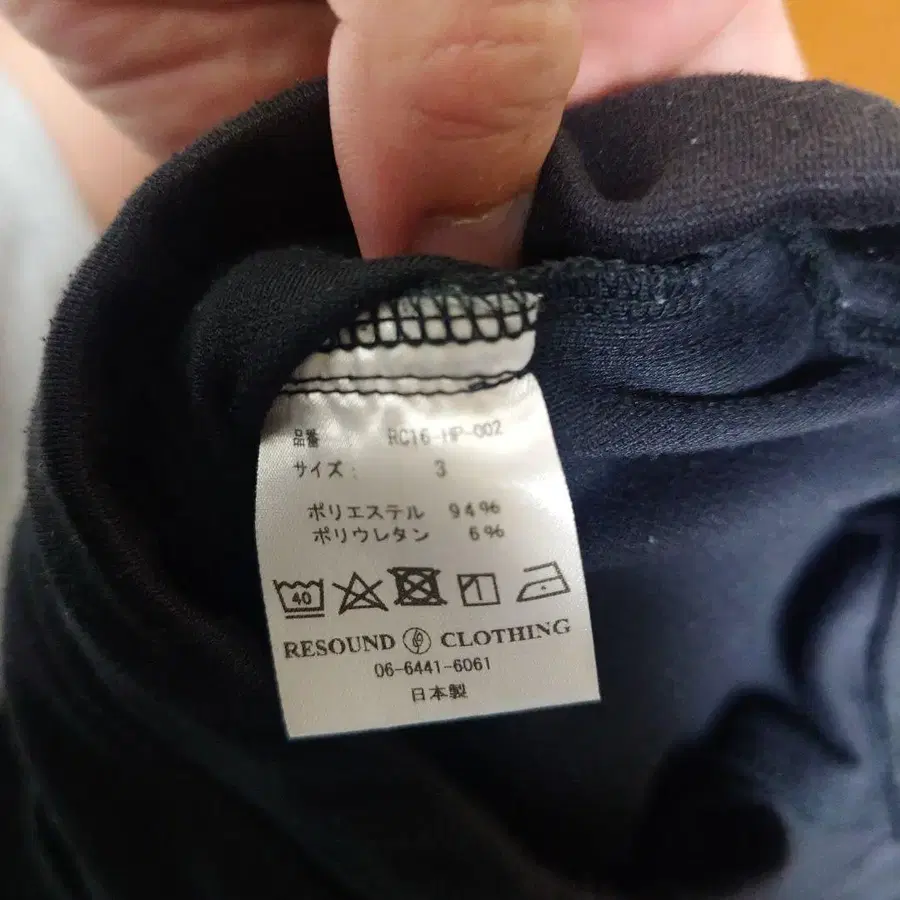 品番 RC16-HP-002
サイズ: 3
ポリエステル 94%
ポリウレタン 6%
40
RESOUND CLOTHING
06-6441-6061
日本製